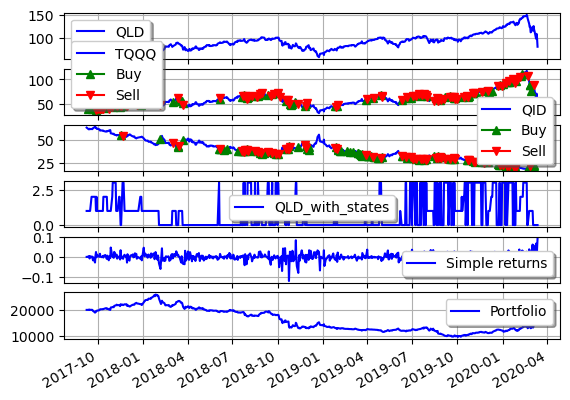 150
100
QLD
TQQQ
Buy
Sell
100
50
QID
Buy
Sell
50
25
2.5
0.0
QLD_with_states
0.1
0.0
−0.1
Simple returns
20000
10000
Portfolio
2017-10
2018-01
2018-04
2018-07
2018-10
2019-01
2019-04
2019-07
2019-10
2020-01
2020-04